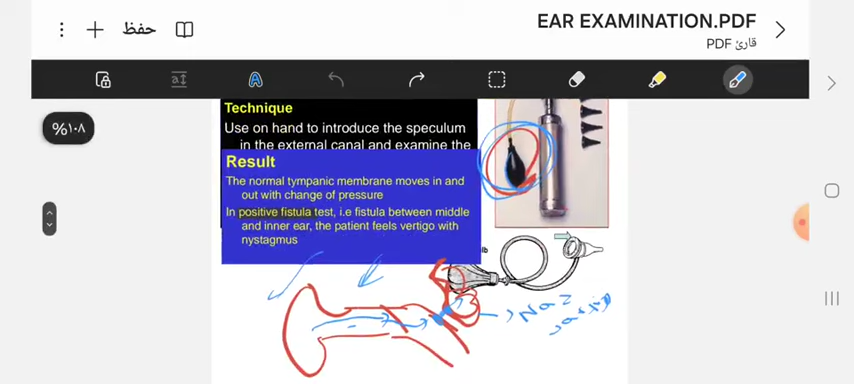 EAR EXAMINATION.PDF
قارئ PDF
حفظ
%١٠٨
Technique
Use on hand to introduce the speculum
in the external canal and examine the
Result
The normal tympanic membrane moves in and
out with change of pressure
In positive fistula test, i.e fistula between middle
and inner ear, the patient feels vertigo with
nystagmus